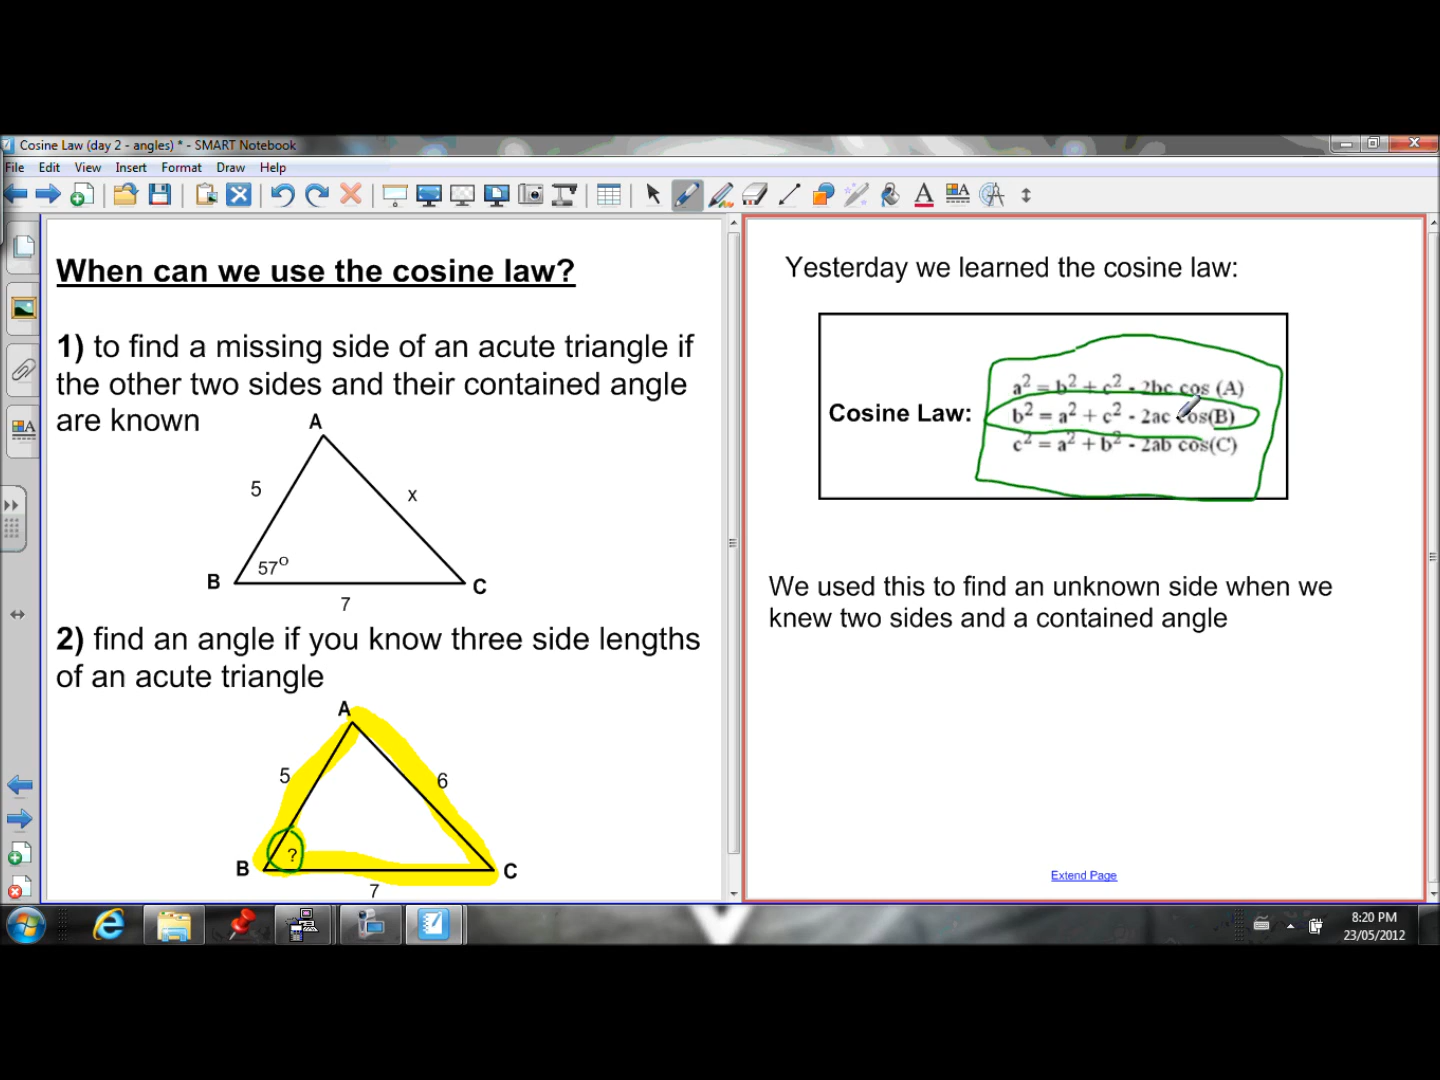 Cosine Law (day 2 - angles) * - SMART Notebook
File Edit View Insert Format Draw Help
When can we use the cosine law?
1) to find a missing side of an acute triangle if
the other two sides and their contained angle
are known
A
5
x
57°
B
C
7
2) find an angle if you know three side lengths
of an acute triangle
A
5
6
?
B
C
7
Yesterday we learned the cosine law:
a² = b² + c² - 2bc cos (A)
Cosine Law: b² = a² + c² - 2ac cos(B)
c² = a² + b² - 2ab cos(C)
We used this to find an unknown side when we
knew two sides and a contained angle
Extend Page
8:20 PM
23/05/2012